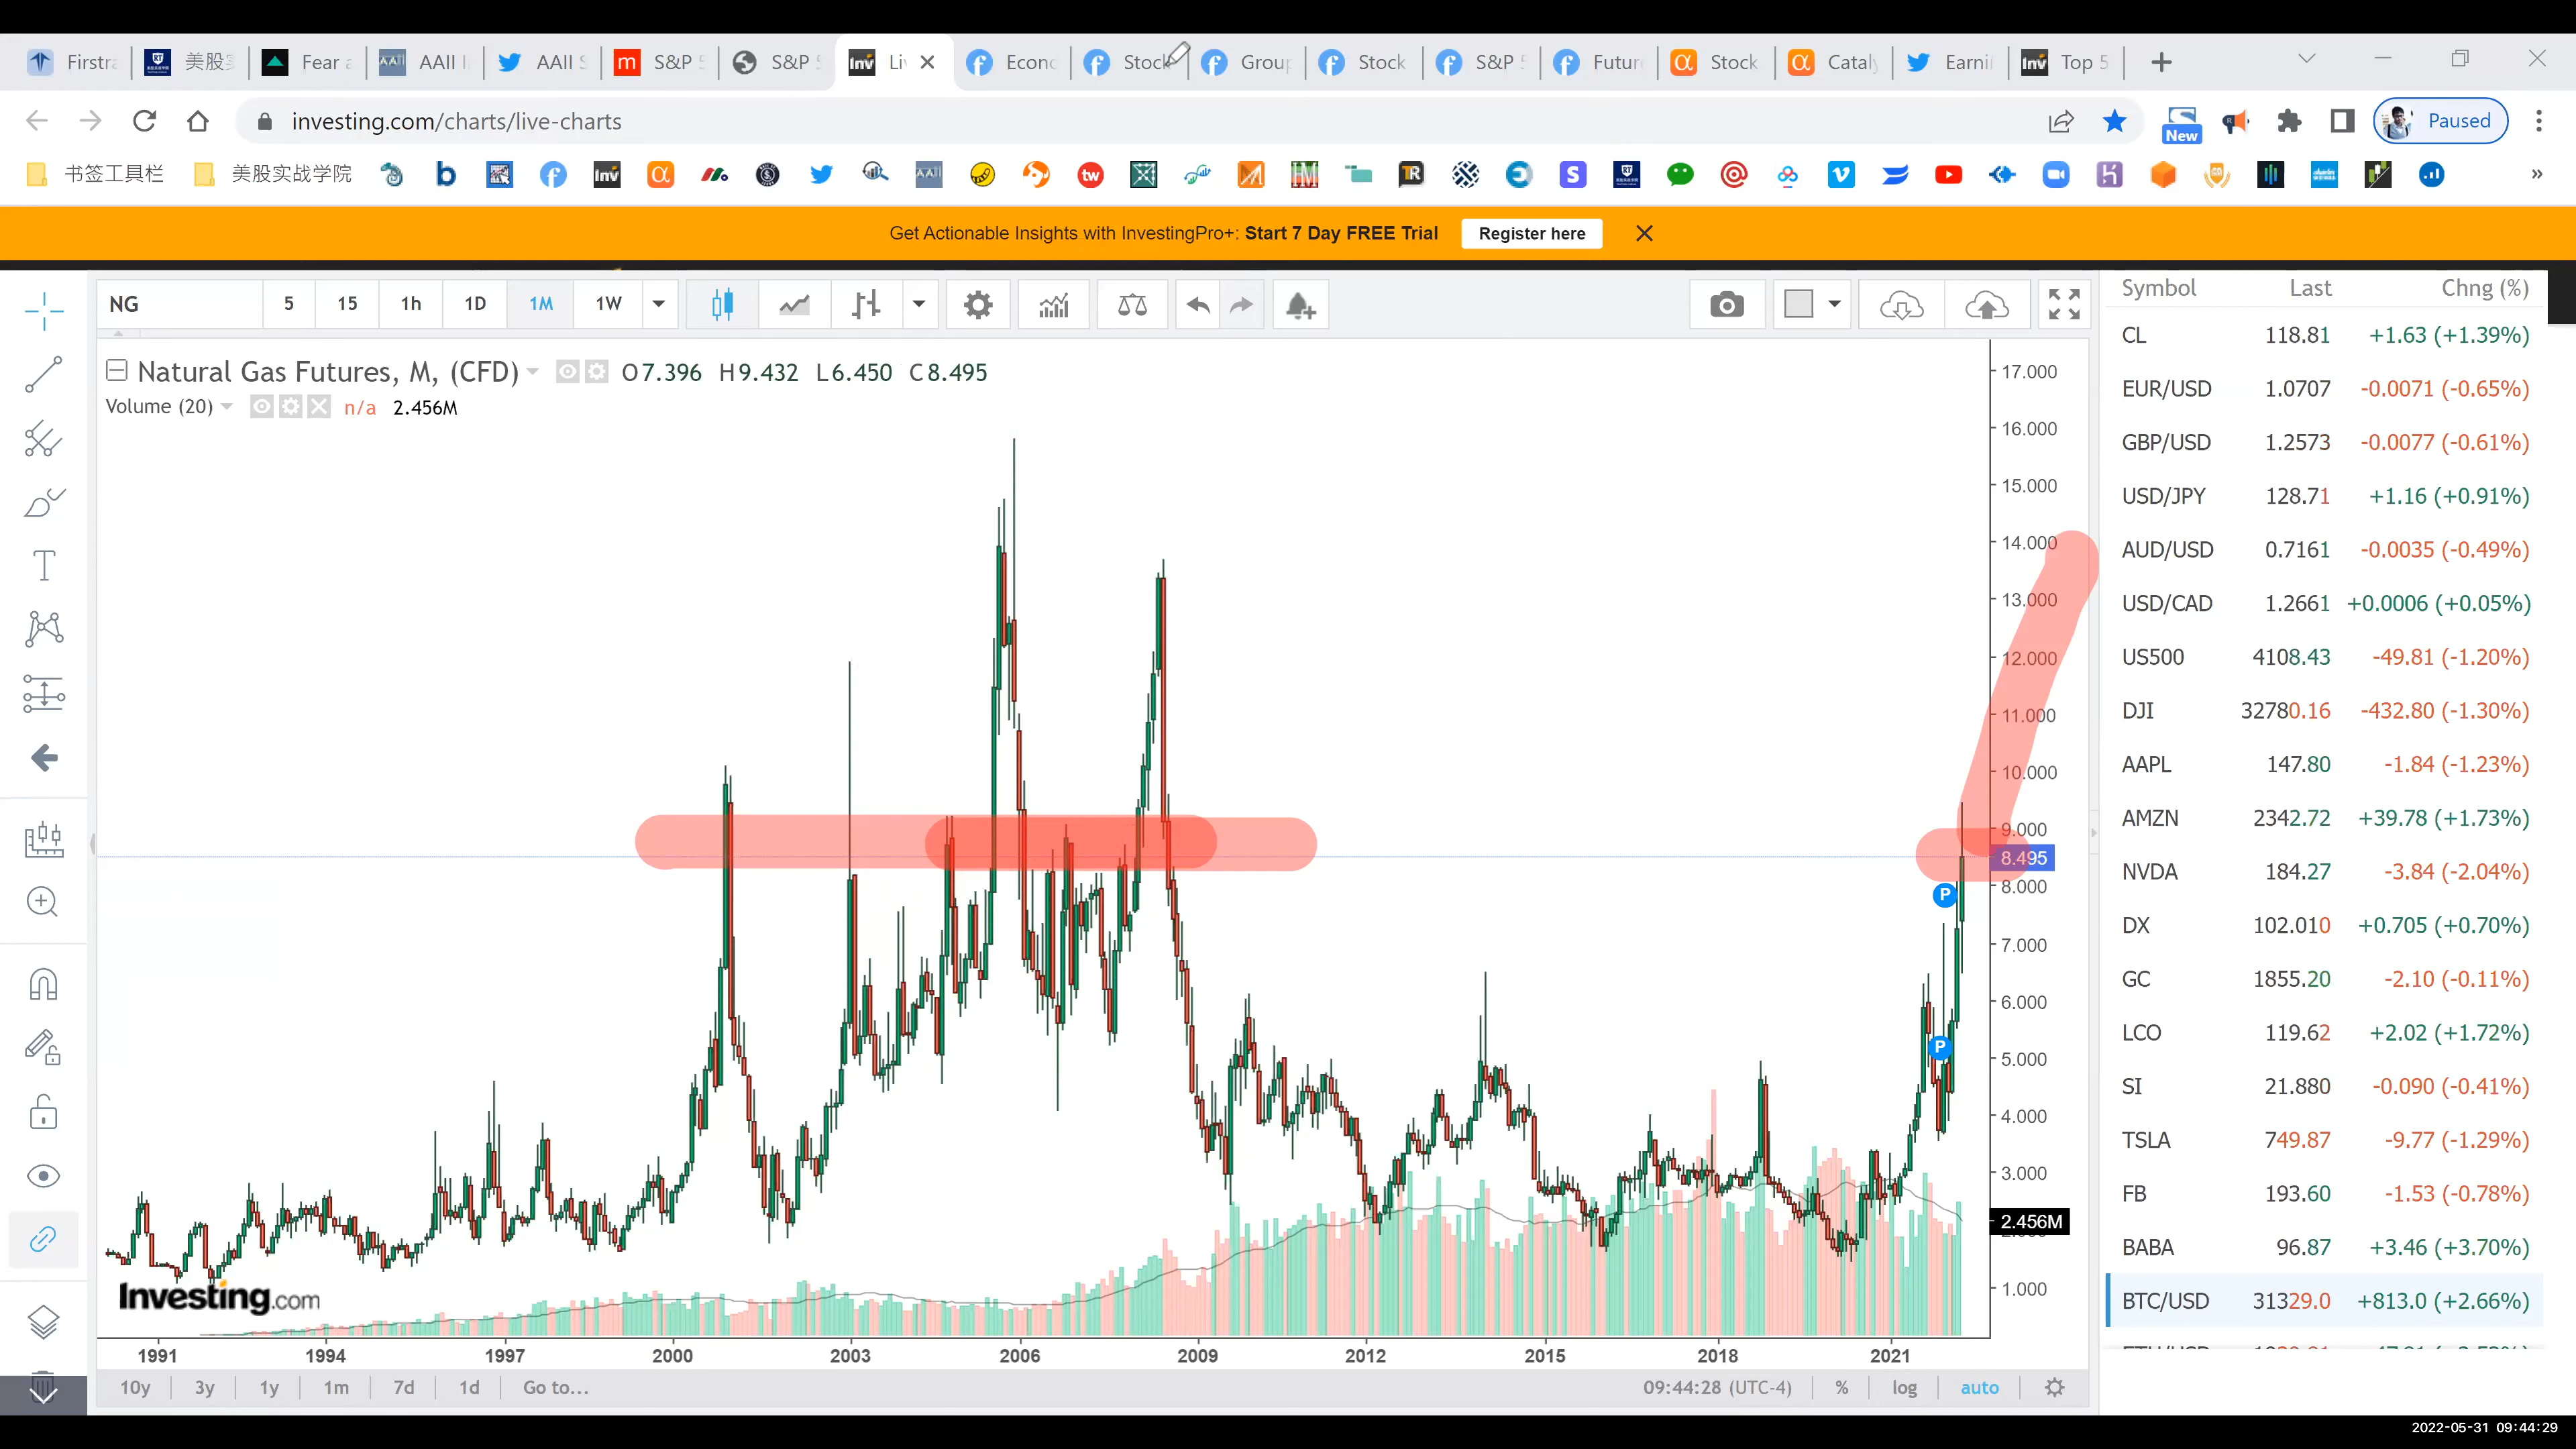 Firstra
美股实
Fear a
AAII I
AAII S
S&P 5
S&P 5
Liv
Econo
Stock
Group
Stock
S&P 5
Futur
Stock
Cataly
Earni
Top 5
investing.com/charts/live-charts
New
Paused
书签工具栏
美股实战学院
Get Actionable Insights with InvestingPro+: Start 7 Day FREE Trial
Register here
NG 5 15 1h 1D 1M 1W
Natural Gas Futures, M, (CFD) O7.396 H9.432 L6.450 C8.495
Volume (20) n/a 2.456M
17.000
16.000
15.000
14.000
13.000
12.000
11.000
10.000
9.000
8.495
8.000
7.000
6.000
5.000
4.000
3.000
2.456M
1.000
P
P
Investing.com
1991 1994 1997 2000 2003 2006 2009 2012 2015 2018 2021
10y 3y 1y 1m 7d 1d Go to...
09:44:28 (UTC-4) % log auto
Symbol Last Chng (%)
CL 118.81 +1.63 (+1.39%)
EUR/USD 1.0707 -0.0071 (-0.65%)
GBP/USD 1.2573 -0.0077 (-0.61%)
USD/JPY 128.71 +1.16 (+0.91%)
AUD/USD 0.7161 -0.0035 (-0.49%)
USD/CAD 1.2661 +0.0006 (+0.05%)
US500 4108.43 -49.81 (-1.20%)
DJI 32780.16 -432.80 (-1.30%)
AAPL 147.80 -1.84 (-1.23%)
AMZN 2342.72 +39.78 (+1.73%)
NVDA 184.27 -3.84 (-2.04%)
DX 102.010 +0.705 (+0.70%)
GC 1855.20 -2.10 (-0.11%)
LCO 119.62 +2.02 (+1.72%)
SI 21.880 -0.090 (-0.41%)
TSLA 749.87 -9.77 (-1.29%)
FB 193.60 -1.53 (-0.78%)
BABA 96.87 +3.46 (+3.70%)
BTC/USD 31329.0 +813.0 (+2.66%)
2022-05-31 09:44:29